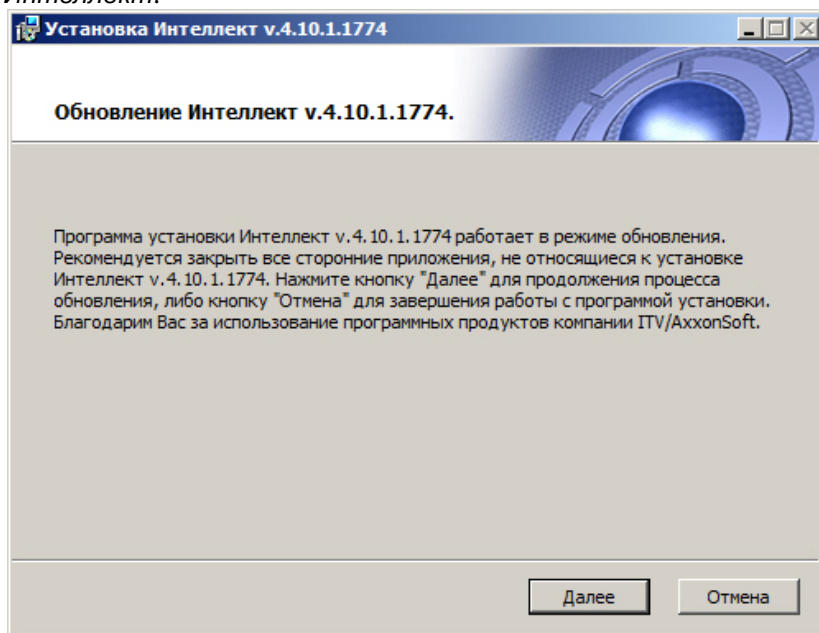 Интеллект.
Установка Интеллект v.4.10.1.1774
Обновление Интеллект v.4.10.1.1774.
Программа установки Интеллект v.4.10.1.1774 работает в режиме обновления.
Рекомендуется закрыть все сторонние приложения, не относящиеся к установке
Интеллект v.4.10.1.1774. Нажмите кнопку "Далее" для продолжения процесса
обновления, либо кнопку "Отмена" для завершения работы с программой установки.
Благодарим Вас за использование программных продуктов компании ITV/AxxonSoft.
Далее
Отмена